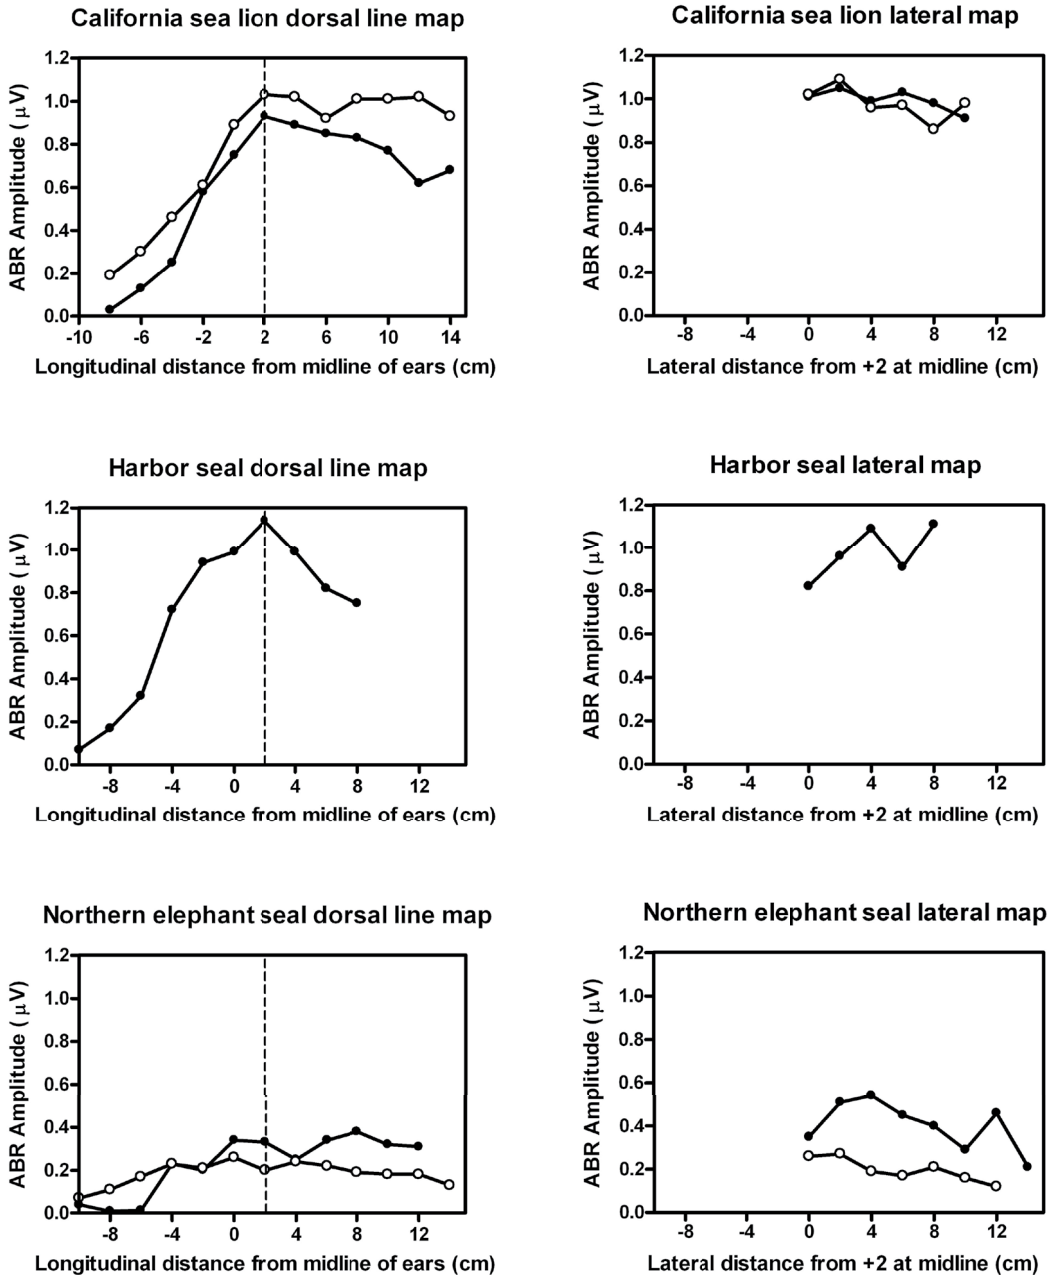 California sea lion dorsal line map
ABR Amplitude ( μV)
1.2
1.0
0.8
0.6
0.4
0.2
0.0
-10 -6 -2 2 6 10 14
Longitudinal distance from midline of ears (cm)
California sea lion lateral map
ABR Amplitude ( μV)
1.2
1.0
0.8
0.6
0.4
0.2
0.0
-8 -4 0 4 8 12
Lateral distance from +2 at midline (cm)
Harbor seal dorsal line map
ABR Amplitude ( μV)
1.2
1.0
0.8
0.6
0.4
0.2
0.0
-8 -4 0 4 8 12
Longitudinal distance from midline of ears (cm)
Harbor seal lateral map
ABR Amplitude ( μV)
1.2
1.0
0.8
0.6
0.4
0.2
0.0
-8 -4 0 4 8 12
Lateral distance from +2 at midline (cm)
Northern elephant seal dorsal line map
ABR Amplitude ( μV)
1.2
1.0
0.8
0.6
0.4
0.2
0.0
-8 -4 0 4 8 12
Longitudinal distance from midline of ears (cm)
Northern elephant seal lateral map
ABR Amplitude ( μV)
1.2
1.0
0.8
0.6
0.4
0.2
0.0
-8 -4 0 4 8 12
Lateral distance from +2 at midline (cm)